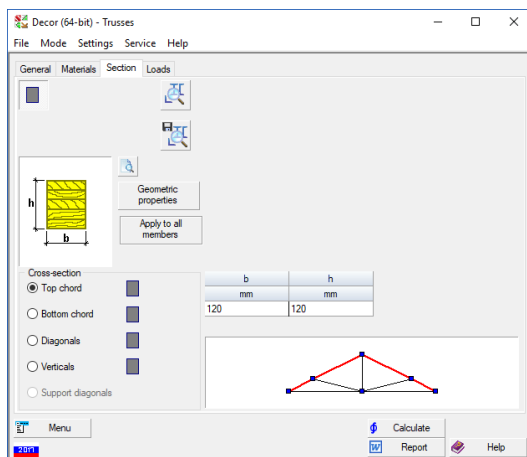 Decor (64-bit) - Trusses
File Mode Settings Service Help
General Materials Section Loads
h
b
Geometric properties
Apply to all members
Cross-section
Top chord
Bottom chord
Diagonals
Verticals
Support diagonals
b h
mm mm
120 120
Menu
Calculate
Report
Help